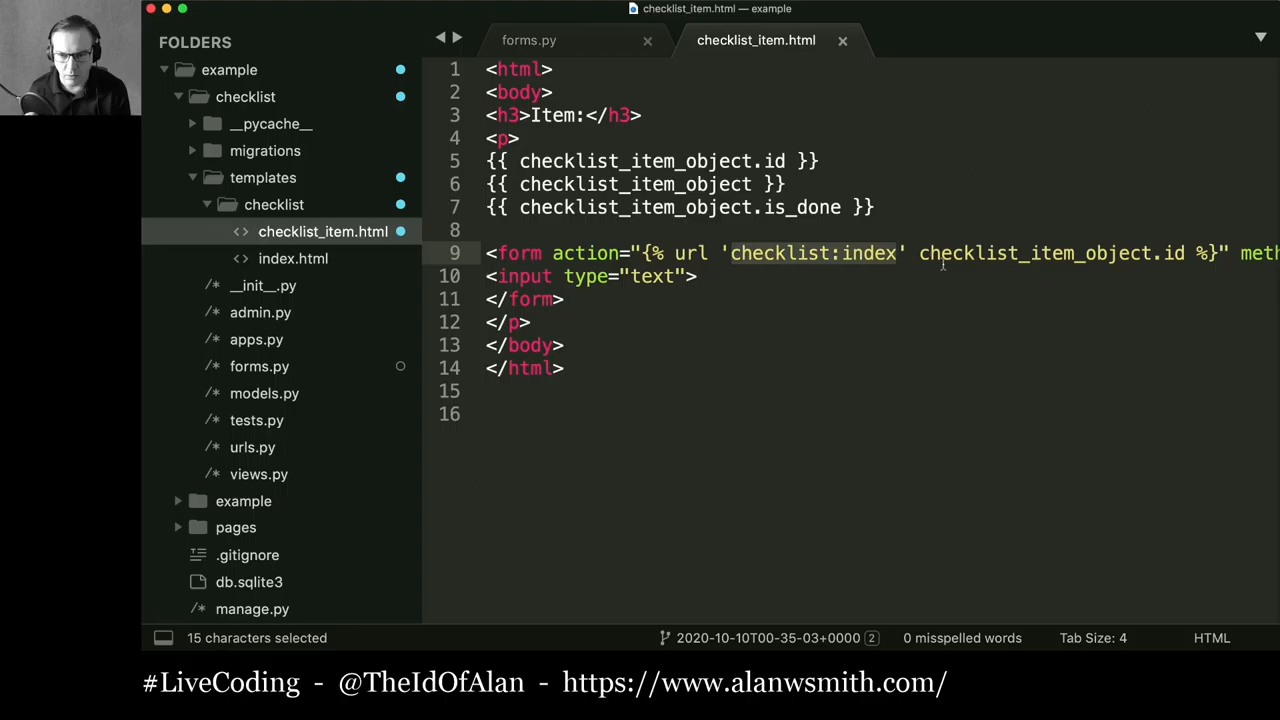 checklist_item.html — example
FOLDERS
example
checklist
__pycache__
migrations
templates
checklist
checklist_item.html
index.html
__init__.py
admin.py
apps.py
forms.py
models.py
tests.py
urls.py
views.py
example
pages
.gitignore
db.sqlite3
manage.py
forms.py
checklist_item.html
1 <html>
2 <body>
3 <h3>Item:</h3>
4 <p>
5 {{ checklist_item_object.id }}
6 {{ checklist_item_object }}
7 {{ checklist_item_object.is_done }}
8
9 <form action="{% url 'checklist:index' checklist_item_object.id %}" meth
10 <input type="text">
11 </form>
12 </p>
13 </body>
14 </html>
15
16
15 characters selected
2020-10-10T00-35-03+0000 2
0 misspelled words
Tab Size: 4
HTML
#LiveCoding - @TheIdOfAlan - https://www.alanwsmith.com/